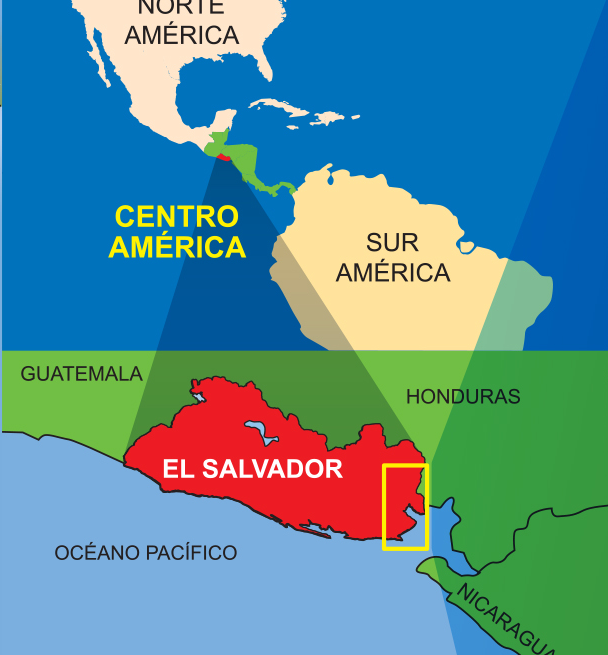 NORTE
AMÉRICA
CENTRO
AMÉRICA
SUR
AMÉRICA
GUATEMALA
HONDURAS
EL SALVADOR
OCÉANO PACÍFICO
NICARAGUA